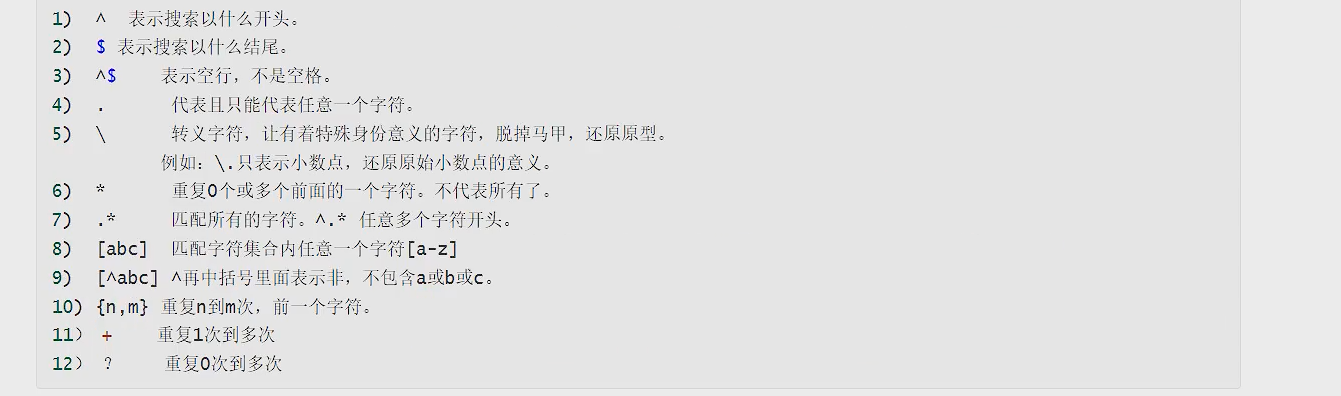 1) ^ 表示搜索以什么开头。
2) $ 表示搜索以什么结尾。
3) ^$ 表示空行，不是空格。
4) . 代表且只能代表任意一个字符。
5) \ 转义字符，让有着特殊身份意义的字符，脱掉马甲，还原原型。
例如：\.只表示小数点，还原原始小数点的意义。
6) * 重复0个或多个前面的一个字符。不代表所有了。
7) .* 匹配所有的字符。^.* 任意多个字符开头。
8) [abc] 匹配字符集合内任意一个字符[a-z]
9) [^abc] ^再中括号里面表示非，不包含a或b或c。
10) {n,m} 重复n到m次，前一个字符。
11） + 重复1次到多次
12） ？ 重复0次到多次